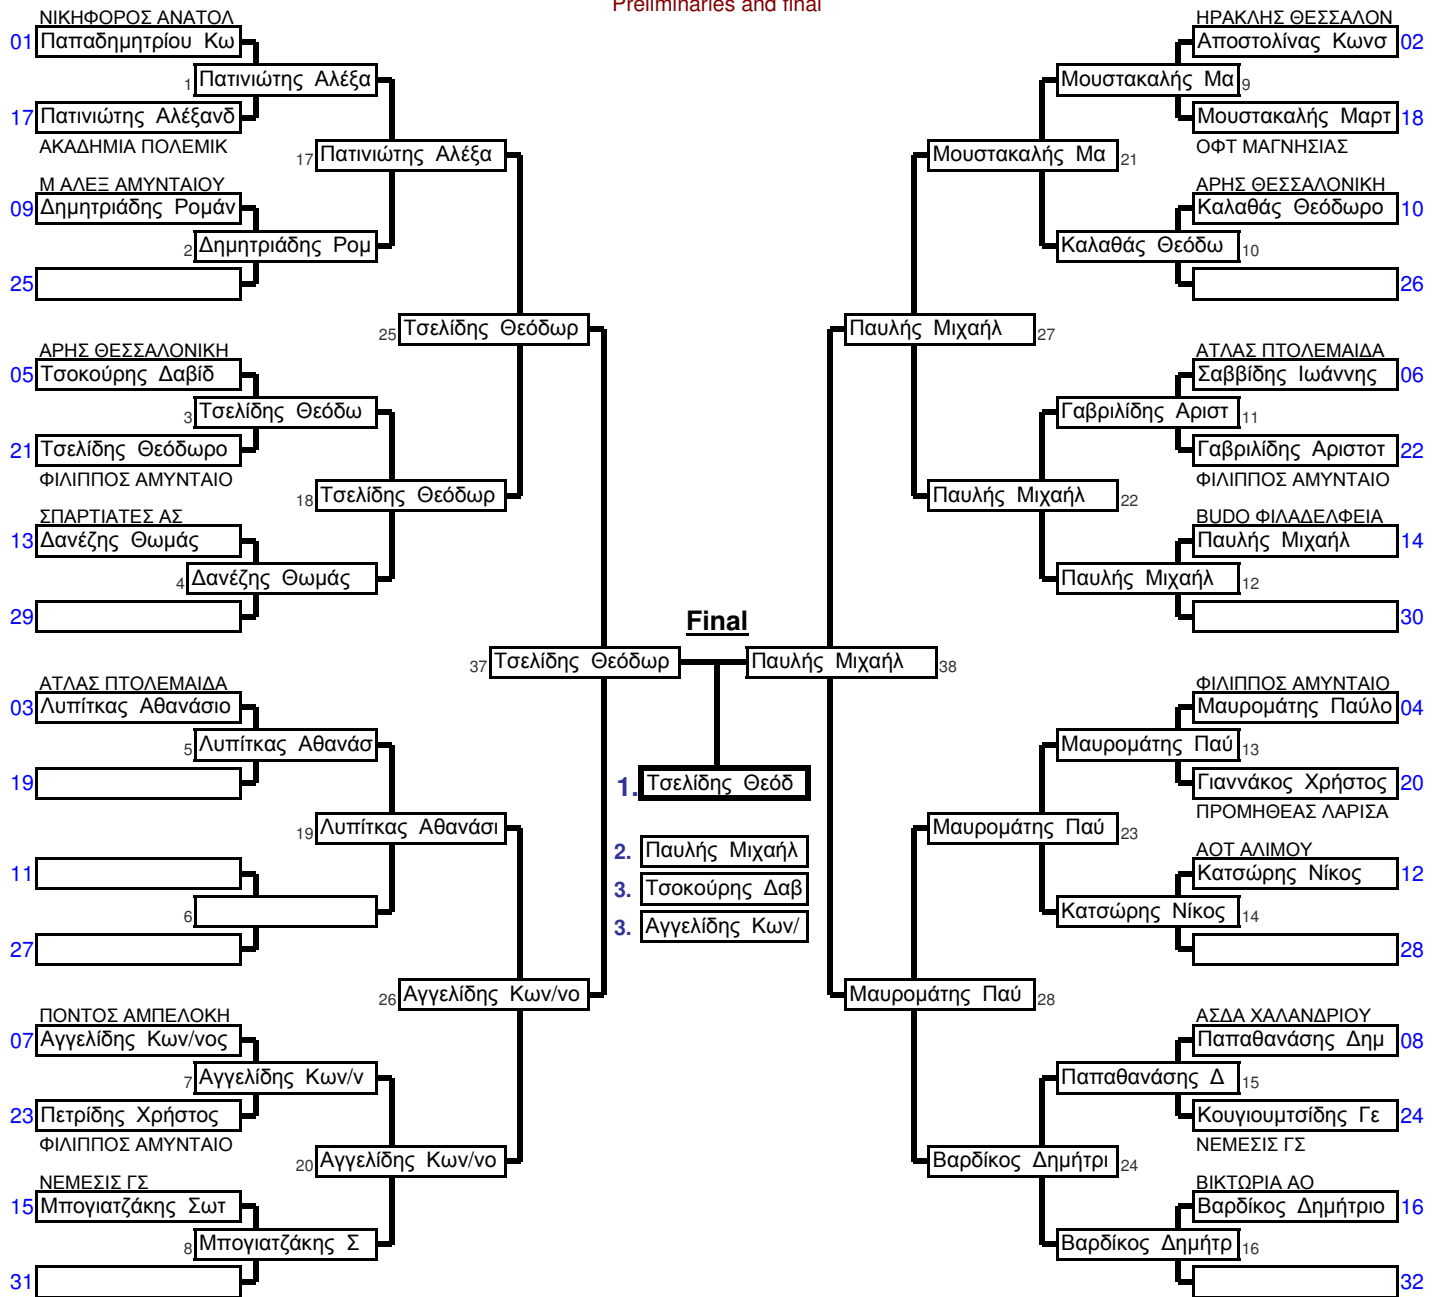 Preliminaries and final
ΝΙΚΗΦΟΡΟΣ ΑΝΑΤΟΛ
01 Παπαδημητρίου Κω
1 Πατινιώτης Αλέξα
17 Πατινιώτης Αλέξανδ
ΑΚΑΔΗΜΙΑ ΠΟΛΕΜΙΚ
17 Πατινιώτης Αλέξα
Μ ΑΛΕΞ ΑΜΥΝΤΑΙΟΥ
09 Δημητριάδης Ρομάν
2 Δημητριάδης Ρομ
25
25 Τσελίδης Θεόδωρ
ΑΡΗΣ ΘΕΣΣΑΛΟΝΙΚΗ
05 Τσοκούρης Δαβίδ
3 Τσελίδης Θεόδω
21 Τσελίδης Θεόδωρο
ΦΙΛΙΠΠΟΣ ΑΜΥΝΤΑΙΟ
18 Τσελίδης Θεόδωρ
ΣΠΑΡΤΙΑΤΕΣ ΑΣ
13 Δανέζης Θωμάς
4 Δανέζης Θωμάς
29
37 Τσελίδης Θεόδωρ
ΑΤΛΑΣ ΠΤΟΛΕΜΑΙΔΑ
03 Λυπίτκας Αθανάσιο
5 Λυπίτκας Αθανάσ
19
19 Λυπίτκας Αθανάσι
11
6
27
26 Αγγελίδης Κων/νο
ΠΟΝΤΟΣ ΑΜΠΕΛΟΚΗ
07 Αγγελίδης Κων/νος
7 Αγγελίδης Κων/ν
23 Πετρίδης Χρήστος
ΦΙΛΙΠΠΟΣ ΑΜΥΝΤΑΙΟ
20 Αγγελίδης Κων/νο
ΝΕΜΕΣΙΣ ΓΣ
15 Μπογιατζάκης Σωτ
8 Μπογιατζάκης Σ
31
Final
1. Τσελίδης Θεόδ
2. Παυλής Μιχαήλ
3. Τσοκούρης Δαβ
3. Αγγελίδης Κων/
ΗΡΑΚΛΗΣ ΘΕΣΣΑΛΟΝ
Αποστολίνας Κωνσ 02
Μουστακαλής Μα 9
Μουστακαλής Μαρτ 18
ΟΦΤ ΜΑΓΝΗΣΙΑΣ
Μουστακαλής Μα 21
ΑΡΗΣ ΘΕΣΣΑΛΟΝΙΚΗ
Καλαθάς Θεόδωρο 10
Καλαθάς Θεόδω 10
26
Παυλής Μιχαήλ 27
ΑΤΛΑΣ ΠΤΟΛΕΜΑΙΔΑ
Σαββίδης Ιωάννης 06
Γαβριλίδης Αριστ 11
Γαβριλίδης Αριστοτ 22
ΦΙΛΙΠΠΟΣ ΑΜΥΝΤΑΙΟ
Παυλής Μιχαήλ 22
BUDO ΦΙΛΑΔΕΛΦΕΙΑ
Παυλής Μιχαήλ 14
Παυλής Μιχαήλ 12
30
Παυλής Μιχαήλ 38
ΦΙΛΙΠΠΟΣ ΑΜΥΝΤΑΙΟ
Μαυρομάτης Παύλο 04
Μαυρομάτης Παύ 13
Γιαννάκος Χρήστος 20
ΠΡΟΜΗΘΕΑΣ ΛΑΡΙΣΑ
Μαυρομάτης Παύ 23
ΑΟΤ ΑΛΙΜΟΥ
Κατσώρης Νίκος 12
Κατσώρης Νίκος 14
28
Μαυρομάτης Παύ 28
ΑΣΔΑ ΧΑΛΑΝΔΡΙΟΥ
Παπαθανάσης Δημ 08
Παπαθανάσης Δ 15
Κουγιουμτσίδης Γε 24
ΝΕΜΕΣΙΣ ΓΣ
Βαρδίκος Δημήτρι 24
ΒΙΚΤΩΡΙΑ ΑΟ
Βαρδίκος Δημήτριο 16
Βαρδίκος Δημήτρ 16
32